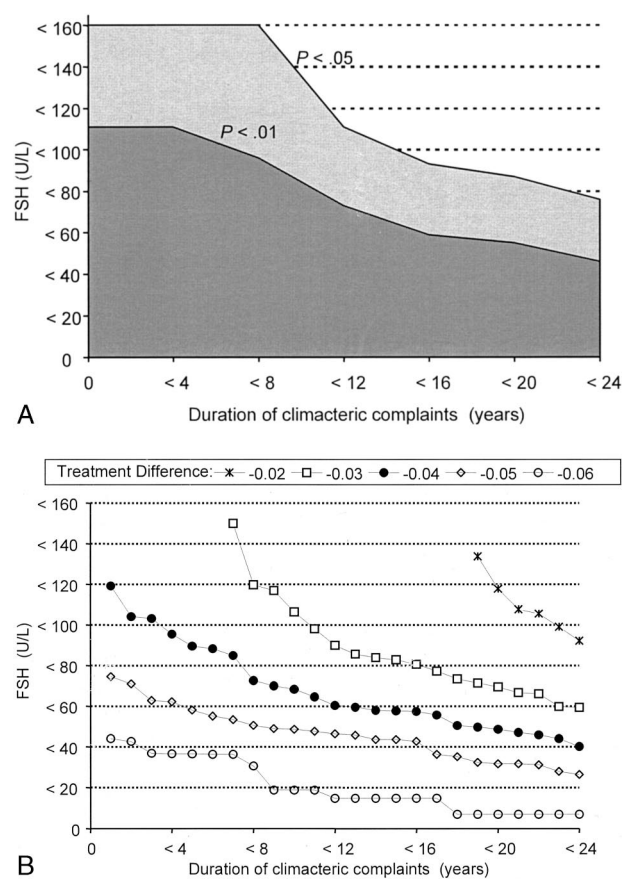 < 160
P < .05
< 140
< 120
P < .01
< 100
FSH (U/L)
< 80
< 60
< 40
< 20
0
0 < 4 < 8 < 12 < 16 < 20 < 24
A Duration of climacteric complaints (years)
Treatment Difference: -0.02 -0.03 -0.04 -0.05 -0.06
< 160
< 140
< 120
< 100
FSH (U/L)
< 80
< 60
< 40
< 20
0
0 < 4 < 8 < 12 < 16 < 20 < 24
B Duration of climacteric complaints (years)